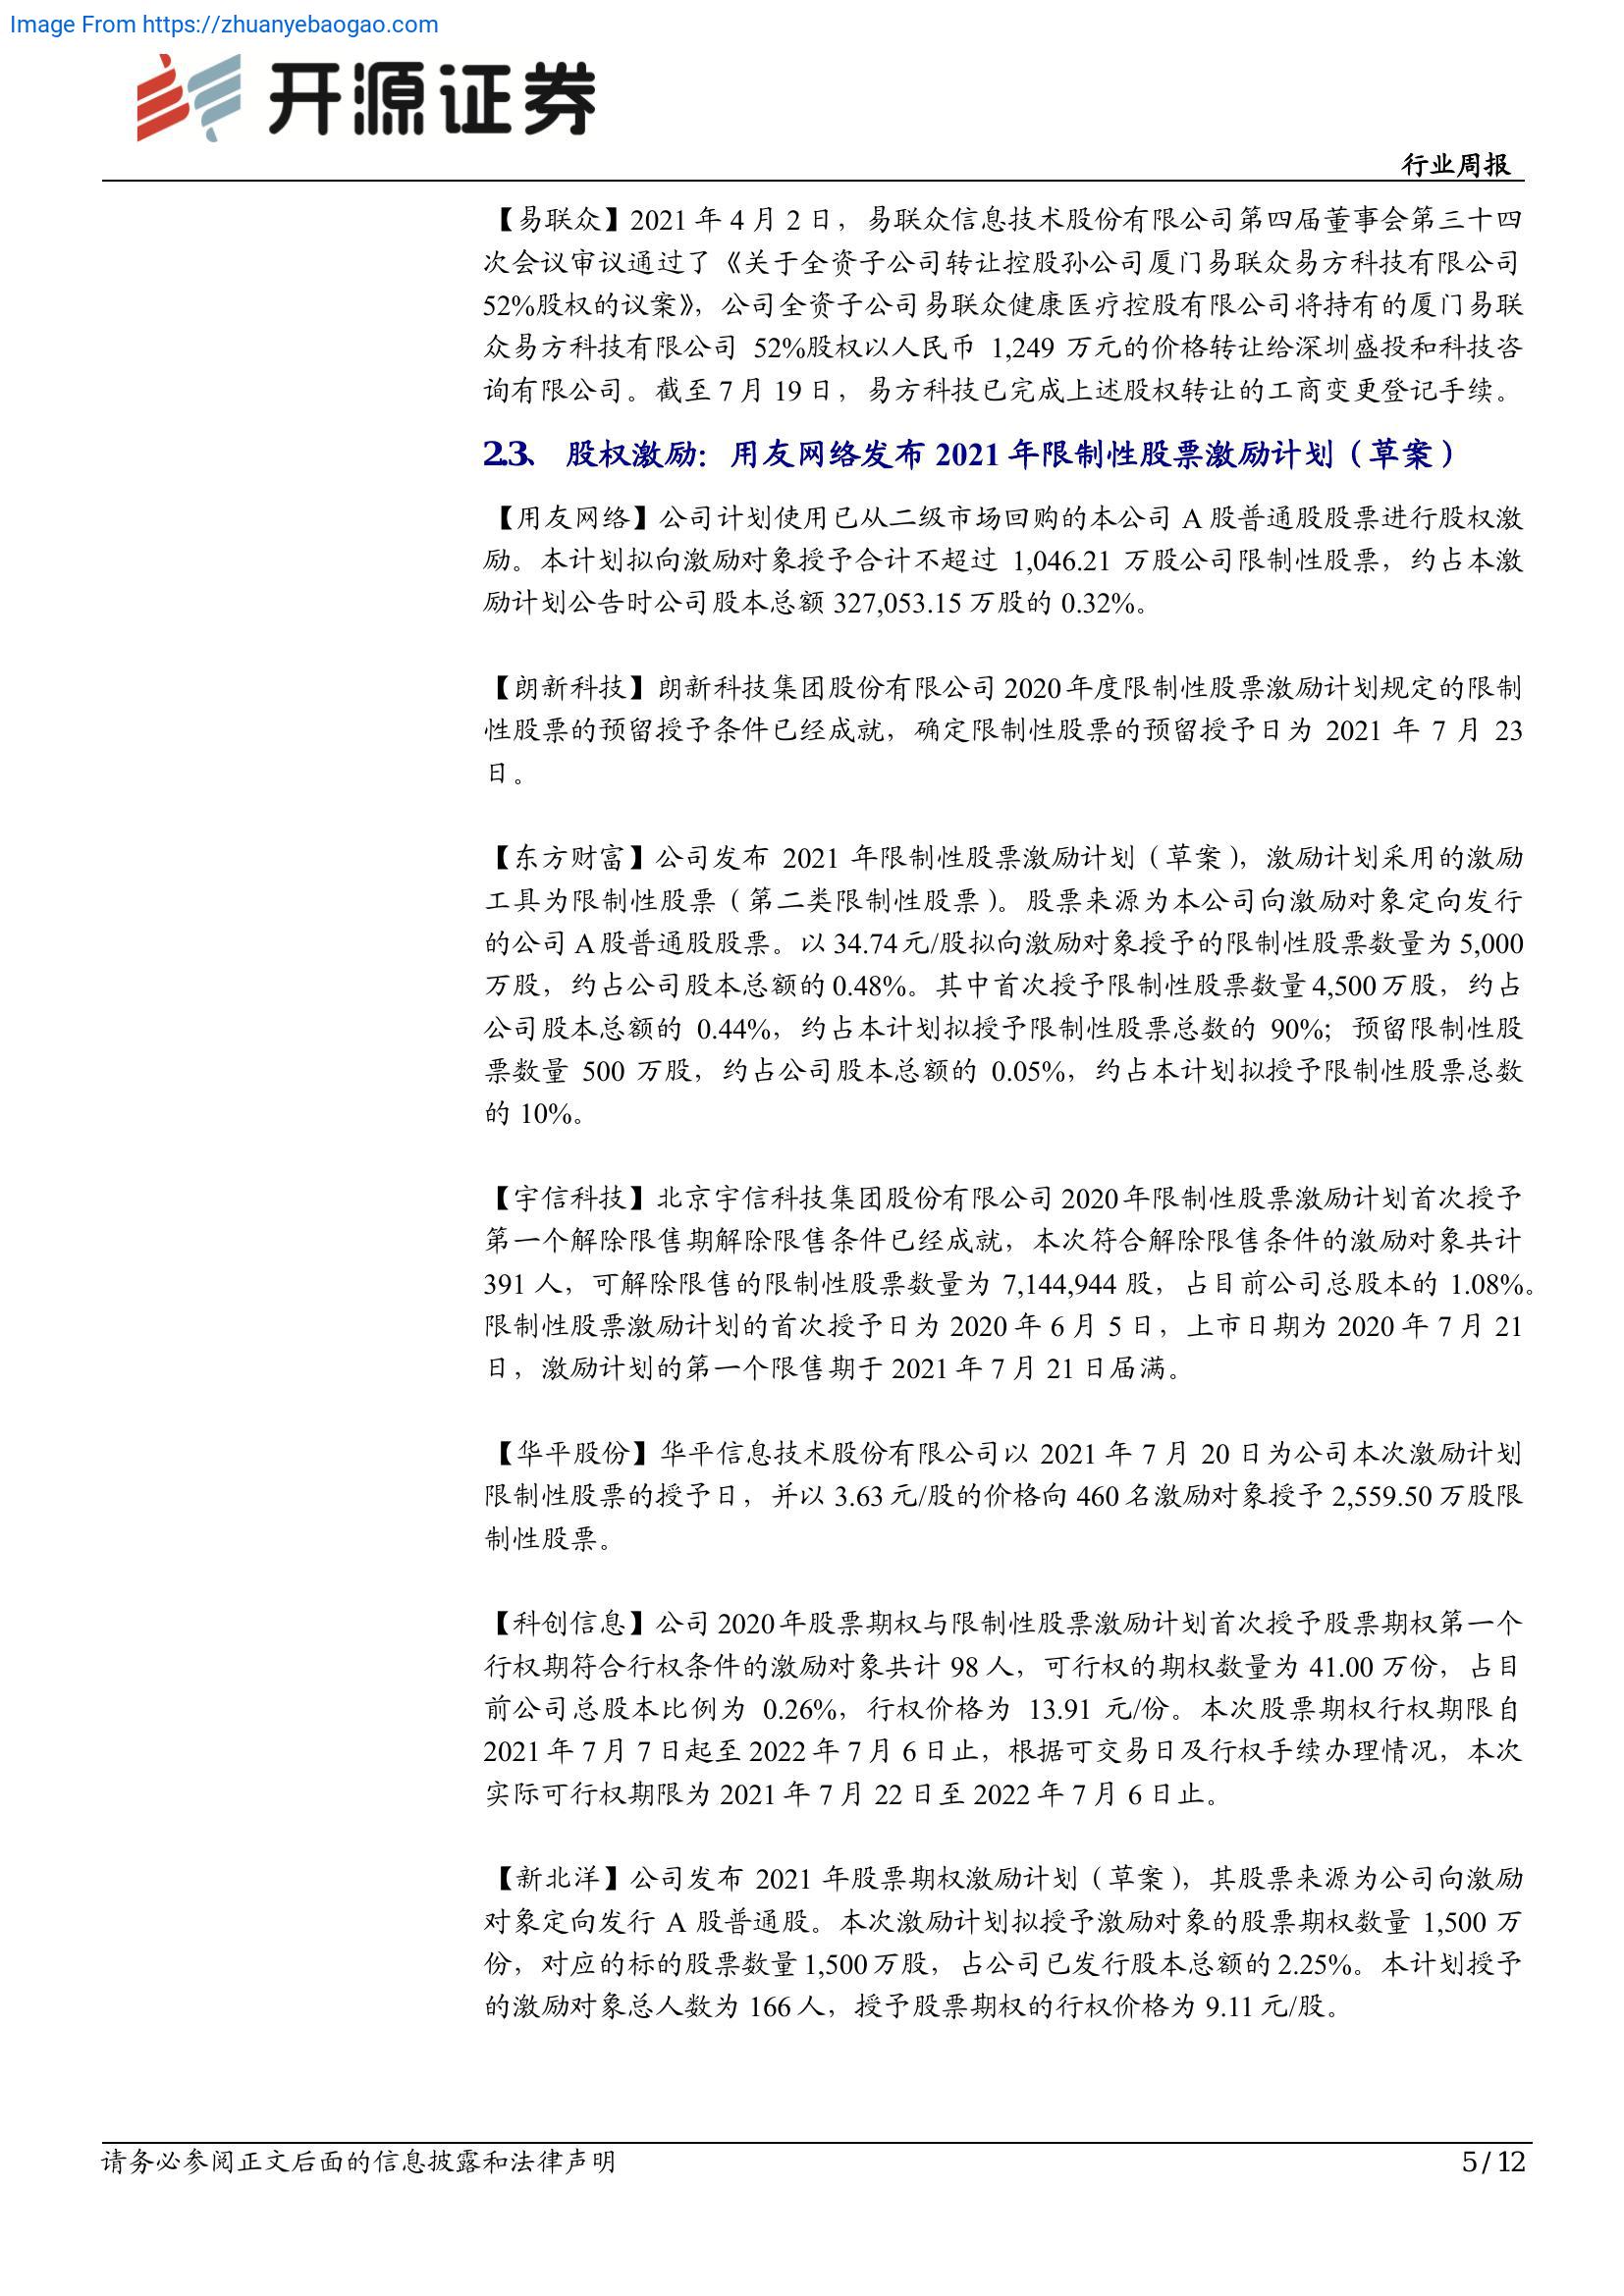 Image From https://zhuanyebaogao.com
开源证券
行业周报
【易联众】2021 年 4 月 2 日，易联众信息技术股份有限公司第四届董事会第三十四
次会议审议通过了《关于全资子公司转让控股孙公司厦门易联众易方科技有限公司
52%股权的议案》，公司全资子公司易联众健康医疗控股有限公司将持有的厦门易联
众易方科技有限公司 52%股权以人民币 1,249 万元的价格转让给深圳盛投和科技咨
询有限公司。截至 7 月 19 日，易方科技已完成上述股权转让的工商变更登记手续。
2.3、 股权激励：用友网络发布 2021 年限制性股票激励计划（草案）
【用友网络】公司计划使用已从二级市场回购的本公司 A 股普通股股票进行股权激
励。本计划拟向激励对象授予合计不超过 1,046.21 万股公司限制性股票，约占本激
励计划公告时公司股本总额 327,053.15 万股的 0.32%。
【朗新科技】朗新科技集团股份有限公司 2020 年度限制性股票激励计划规定的限制
性股票的预留授予条件已经成就，确定限制性股票的预留授予日为 2021 年 7 月 23
日。
【东方财富】公司发布 2021 年限制性股票激励计划（草案），激励计划采用的激励
工具为限制性股票（第二类限制性股票）。股票来源为本公司向激励对象定向发行
的公司 A 股普通股股票。以 34.74 元/股拟向激励对象授予的限制性股票数量为 5,000
万股，约占公司股本总额的 0.48%。其中首次授予限制性股票数量 4,500 万股，约占
公司股本总额的 0.44%，约占本计划拟授予限制性股票总数的 90%；预留限制性股
票数量 500 万股，约占公司股本总额的 0.05%，约占本计划拟授予限制性股票总数
的 10%。
【宇信科技】北京宇信科技集团股份有限公司 2020 年限制性股票激励计划首次授予
第一个解除限售期解除限售条件已经成就，本次符合解除限售条件的激励对象共计
391 人，可解除限售的限制性股票数量为 7,144,944 股，占目前公司总股本的 1.08%。
限制性股票激励计划的首次授予日为 2020 年 6 月 5 日，上市日期为 2020 年 7 月 21
日，激励计划的第一个限售期于 2021 年 7 月 21 日届满。
【华平股份】华平信息技术股份有限公司以 2021 年 7 月 20 日为公司本次激励计划
限制性股票的授予日，并以 3.63 元/股的价格向 460 名激励对象授予 2,559.50 万股限
制性股票。
【科创信息】公司 2020 年股票期权与限制性股票激励计划首次授予股票期权第一个
行权期符合行权条件的激励对象共计 98 人，可行权的期权数量为 41.00 万份，占目
前公司总股本比例为 0.26%，行权价格为 13.91 元/份。本次股票期权行权期限自
2021 年 7 月 7 日起至 2022 年 7 月 6 日止，根据可交易日及行权手续办理情况，本次
实际可行权期限为 2021 年 7 月 22 日至 2022 年 7 月 6 日止。
【新北洋】公司发布 2021 年股票期权激励计划（草案），其股票来源为公司向激励
对象定向发行 A 股普通股。本次激励计划拟授予激励对象的股票期权数量 1,500 万
份，对应的标的股票数量 1,500 万股，占公司已发行股本总额的 2.25%。本计划授予
的激励对象总人数为 166 人，授予股票期权的行权价格为 9.11 元/股。
请务必参阅正文后面的信息披露和法律声明
5 / 12